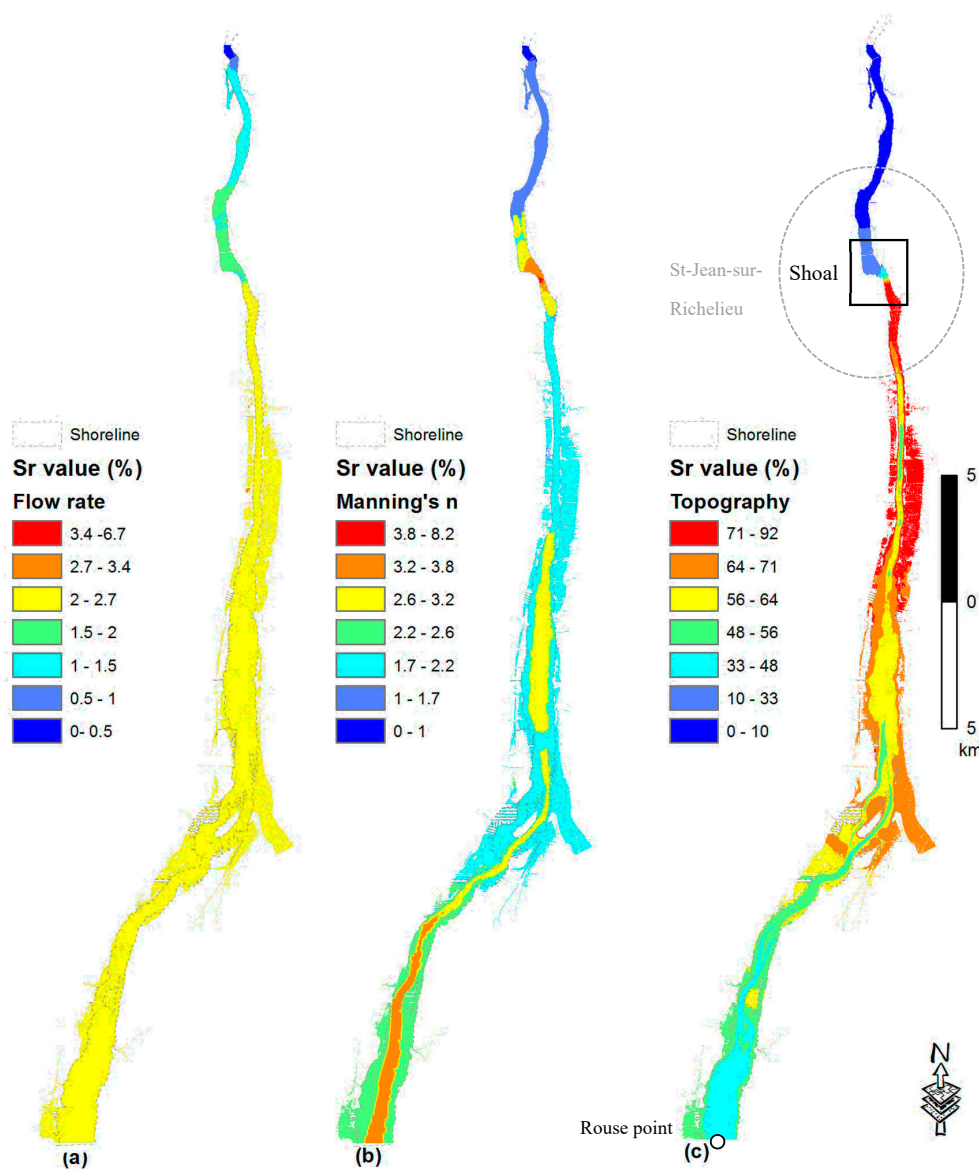 St-Jean-sur-
Richelieu
Shoal
Shoreline
Sr value (%)
Flow rate
3.4 -6.7
2.7 - 3.4
2 - 2.7
1.5 - 2
1 - 1.5
0.5 - 1
0- 0.5
Shoreline
Sr value (%)
Manning's n
3.8 - 8.2
3.2 - 3.8
2.6 - 3.2
2.2 - 2.6
1.7 - 2.2
1 - 1.7
0 - 1
Shoreline
Sr value (%)
Topography
71 - 92
64 - 71
56 - 64
48 - 56
33 - 48
10 - 33
0 - 10
5
0
5
km
N
Rouse point
(a)
(b)
(c)